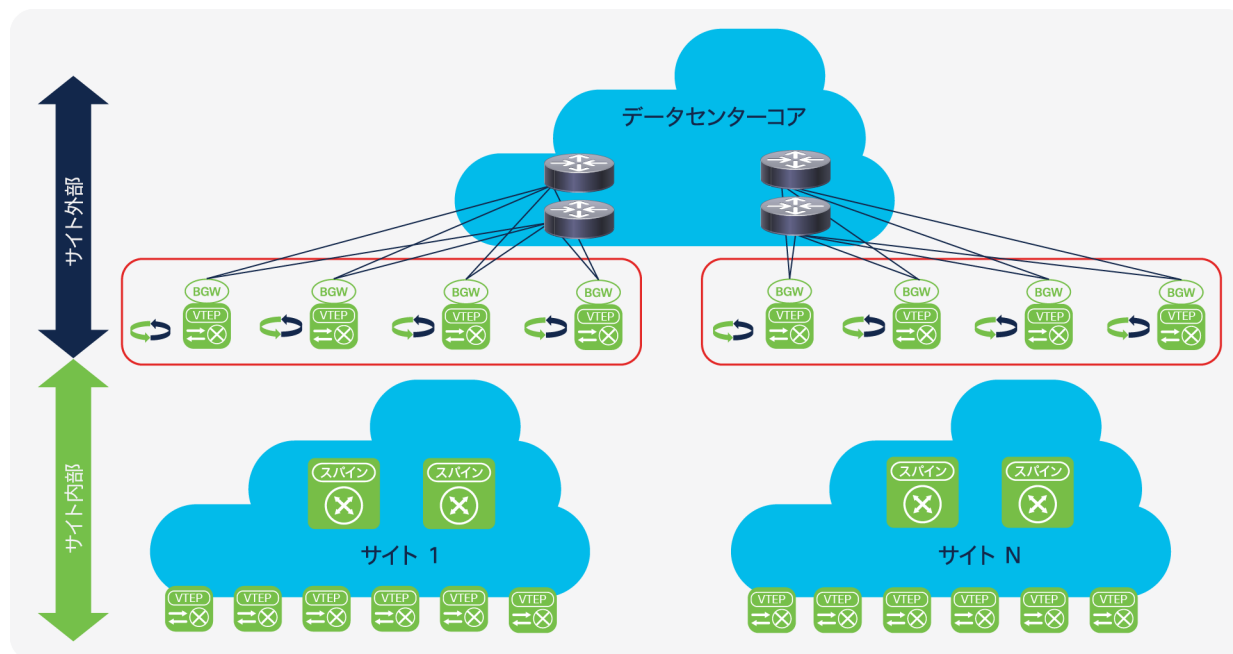 データセンターコア
サイト外部
BGW BGW BGW BGW BGW BGW BGW BGW
VTEP VTEP VTEP VTEP VTEP VTEP VTEP VTEP
サイト内部
スパイン スパイン スパイン スパイン
サイト 1 サイト N
VTEP VTEP VTEP VTEP VTEP VTEP VTEP VTEP VTEP VTEP VTEP VTEP